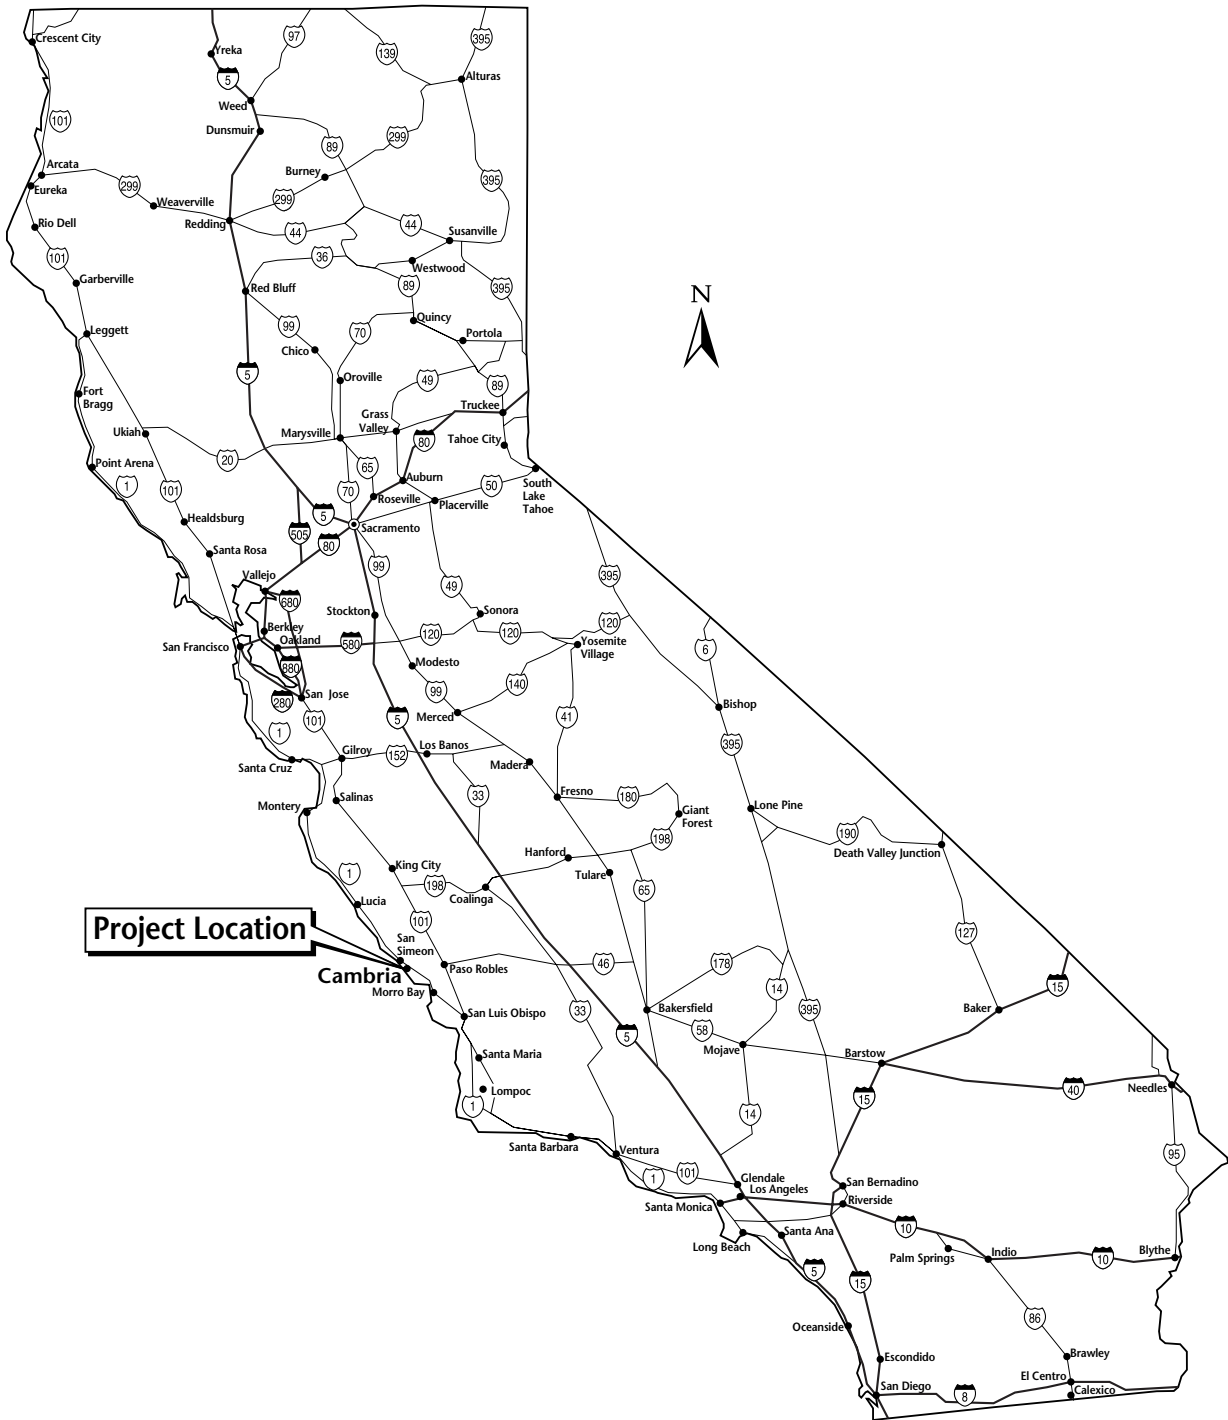 97
395
Crescent City
139
Yreka
5
Alturas
Weed
101
Dunsmuir
299
89
Arcata
Burney
299
395
Eureka
299
Weaverville
Rio Dell
Redding
44
44
Susanville
101
36
Westwood
Garberville
Red Bluff
89
395
N
99
70
Quincy
Leggett
Portola
Chico
5
49
Oroville
89
Fort
Bragg
Truckee
Grass
Valley
Ukiah
Marysville
80
Tahoe City
20
65
Point Arena
1
Auburn
50
South
Lake
Tahoe
101
70
Roseville
Placerville
Healdsburg
5
Sacramento
505
80
Santa Rosa
99
395
Vallejo
49
680
Stockton
Sonora
120
Berkley
120
120
Oakland
580
Yosemite
Village
San Francisco
6
880
Modesto
280
San Jose
99
140
101
Merced
5
41
Bishop
1
395
Gilroy
152
Los Banos
Santa Cruz
Madera
33
180
Fresno
Salinas
Montery
Giant
Forest
Lone Pine
190
198
Hanford
Death Valley Junction
King City
1
Tulare
198
65
Coalinga
Lucia
101
Project Location
127
San
Simeon
46
178
Paso Robles
Cambria
15
14
Morro Bay
33
Bakersfield
395
Baker
San Luis Obispo
58
5
Mojave
Barstow
Santa Maria
40
Needles
Lompoc
15
1
14
Santa Barbara
Ventura
95
101
1
Glendale
Los Angeles
San Bernadino
Santa Monica
Riverside
10
Long Beach
Santa Ana
Palm Springs
Indio
10
Blythe
5
15
86
Oceanside
Escondido
Brawley
El Centro
San Diego
8
Calexico